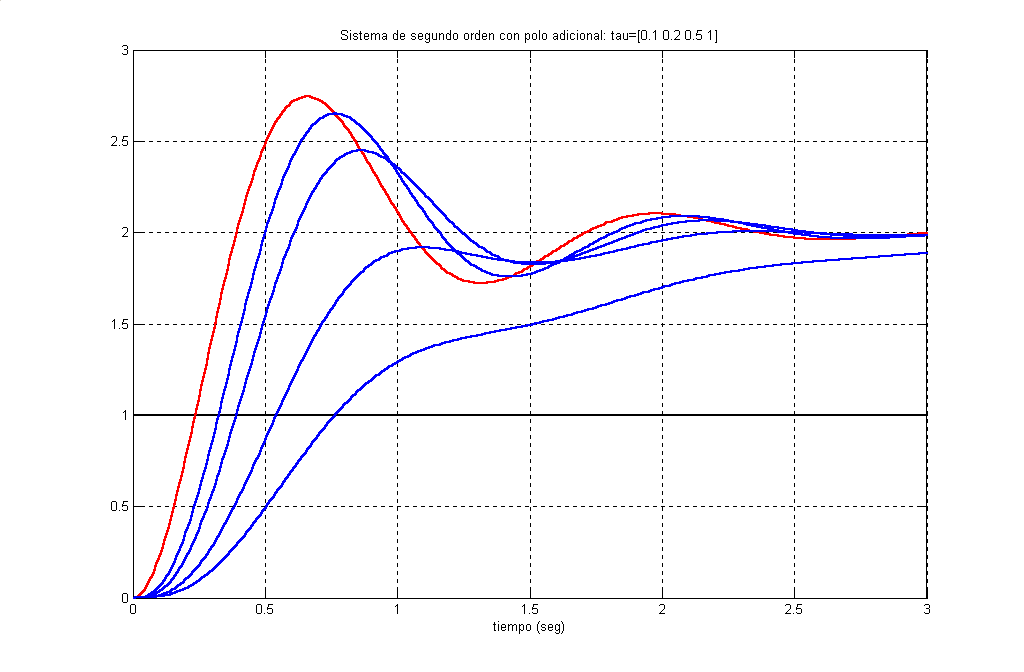 Sistema de segundo orden con polo adicional: tau=[0.1 0.2 0.5 1]
3
2.5
2
1.5
1
0.5
0
0 0.5 1 1.5 2 2.5 3
tiempo (seg)